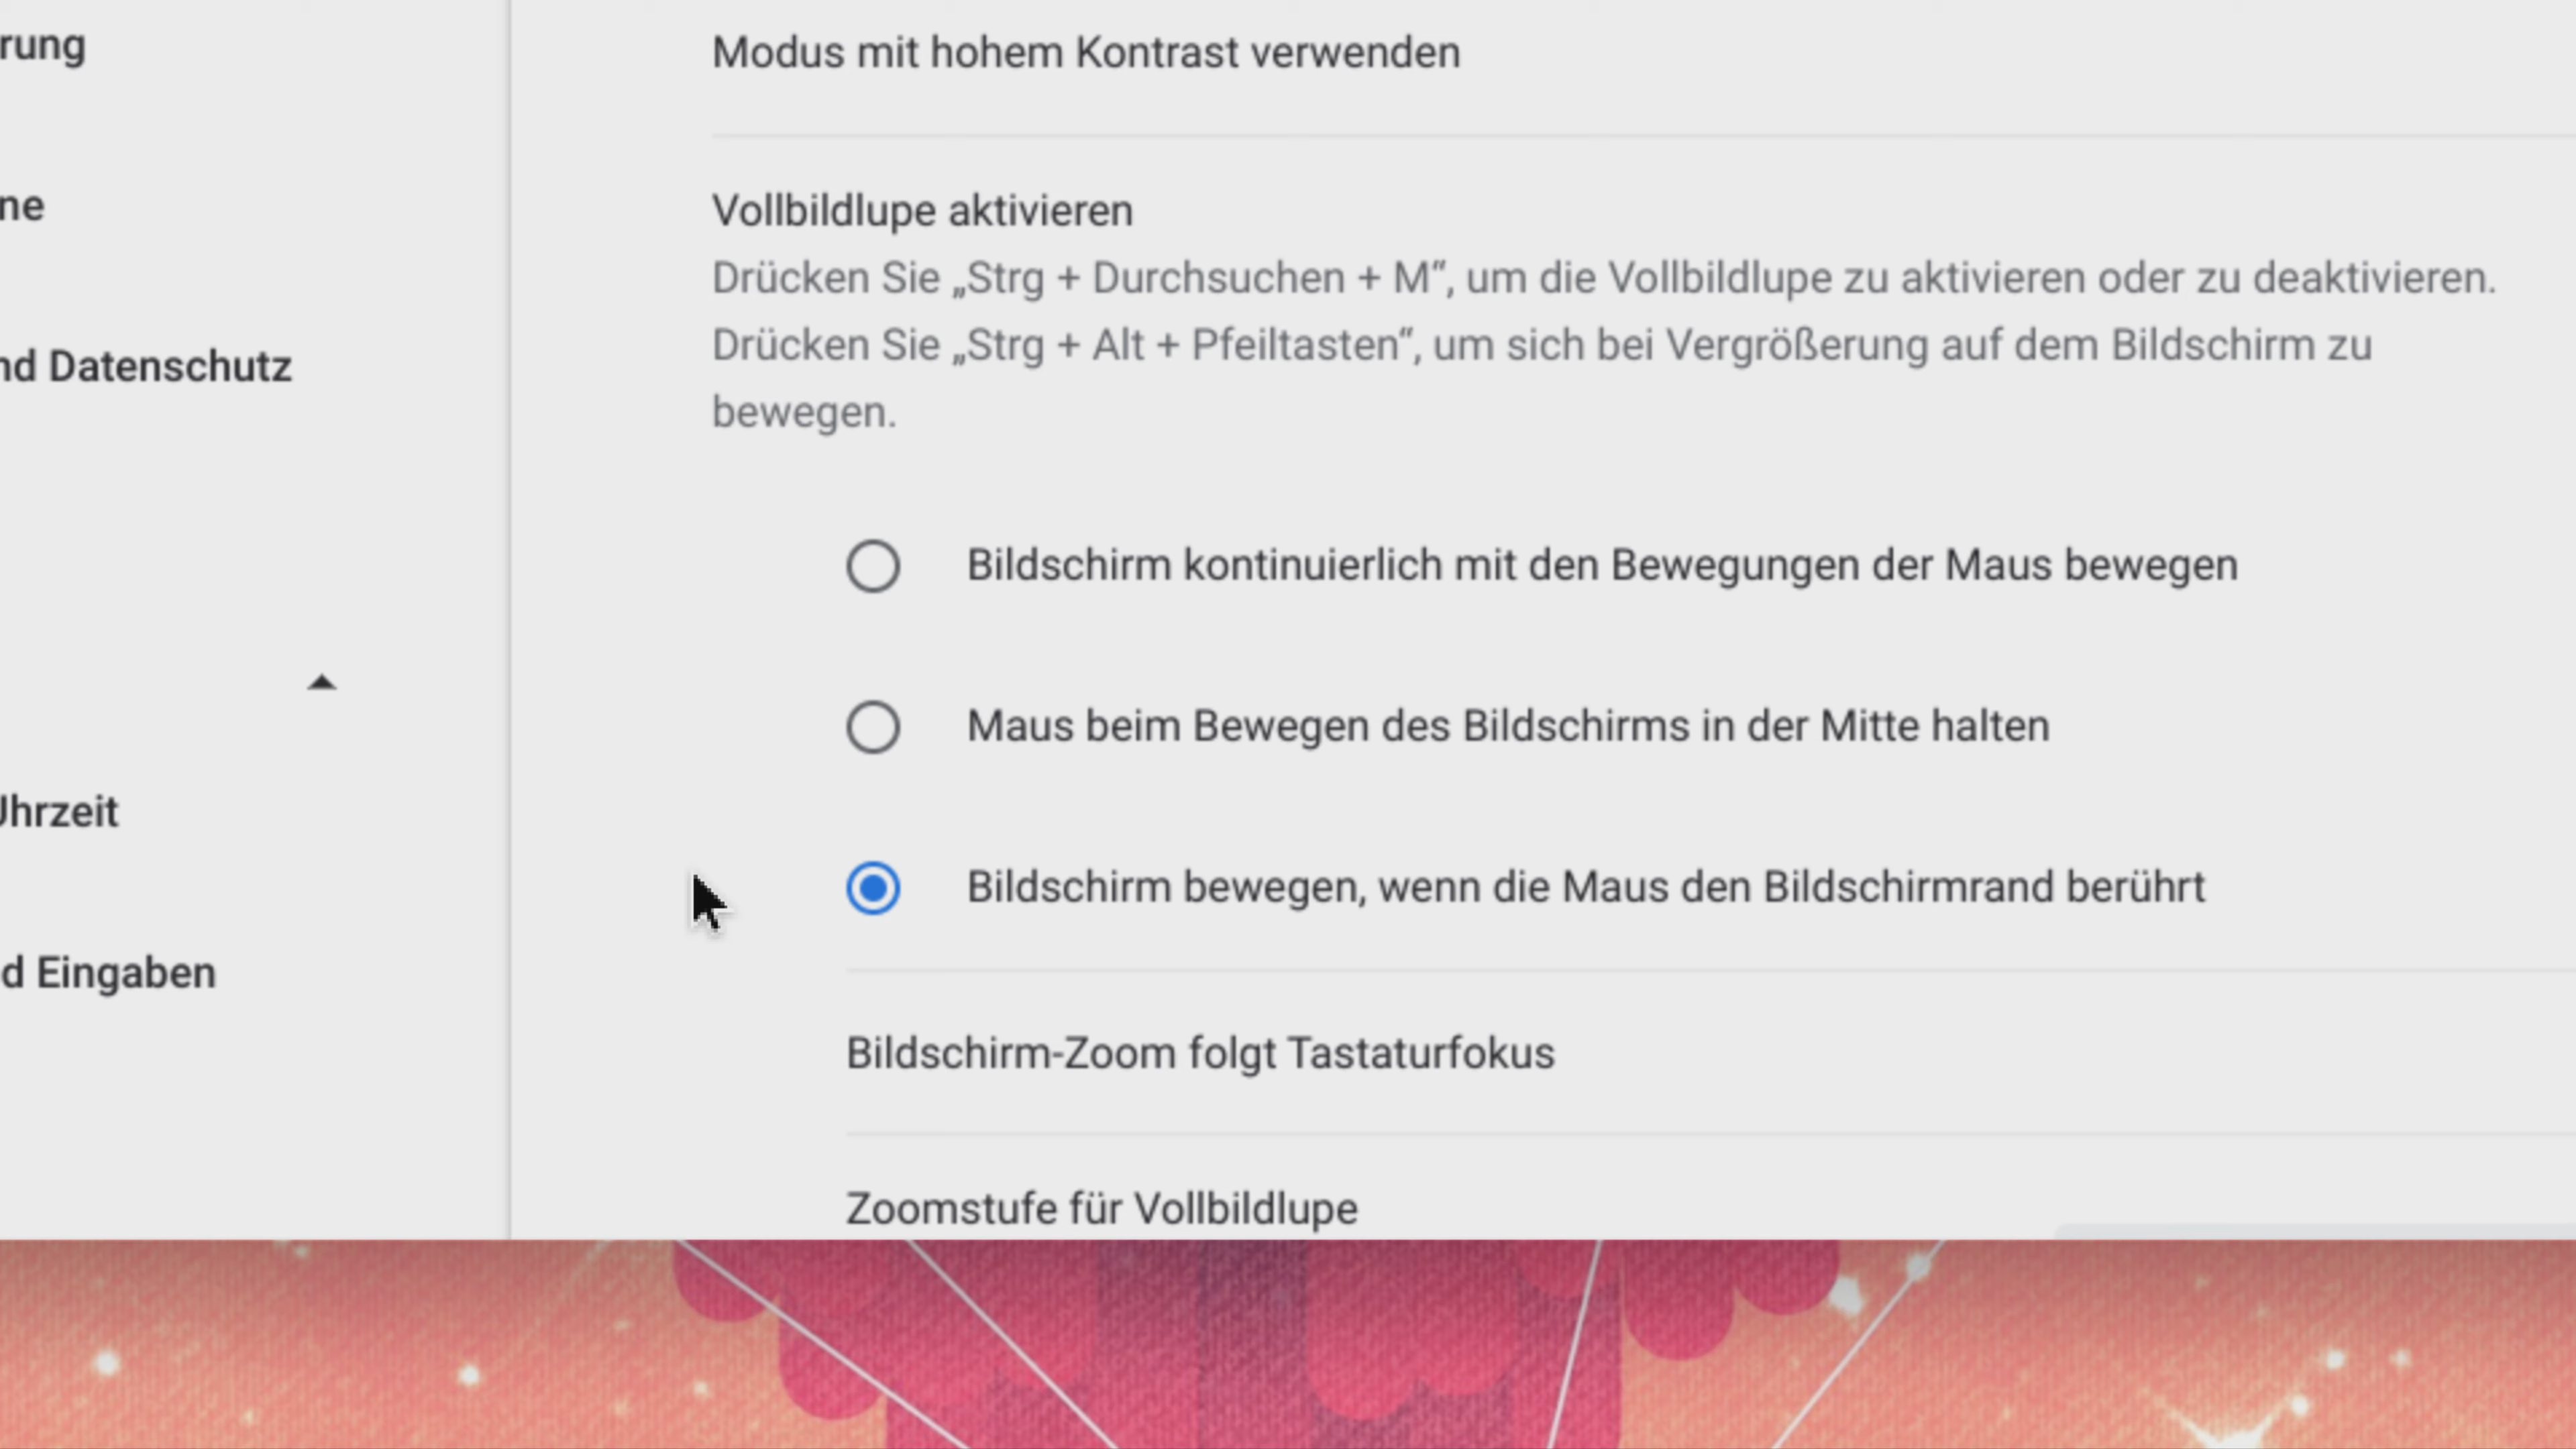 rung
ne
nd Datenschutz
Uhrzeit
d Eingaben
Modus mit hohem Kontrast verwenden
Vollbildlupe aktivieren
Drücken Sie „Strg + Durchsuchen + M“, um die Vollbildlupe zu aktivieren oder zu deaktivieren.
Drücken Sie „Strg + Alt + Pfeiltasten“, um sich bei Vergrößerung auf dem Bildschirm zu
bewegen.
Bildschirm kontinuierlich mit den Bewegungen der Maus bewegen
Maus beim Bewegen des Bildschirms in der Mitte halten
Bildschirm bewegen, wenn die Maus den Bildschirmrand berührt
Bildschirm-Zoom folgt Tastaturfokus
Zoomstufe für Vollbildlupe